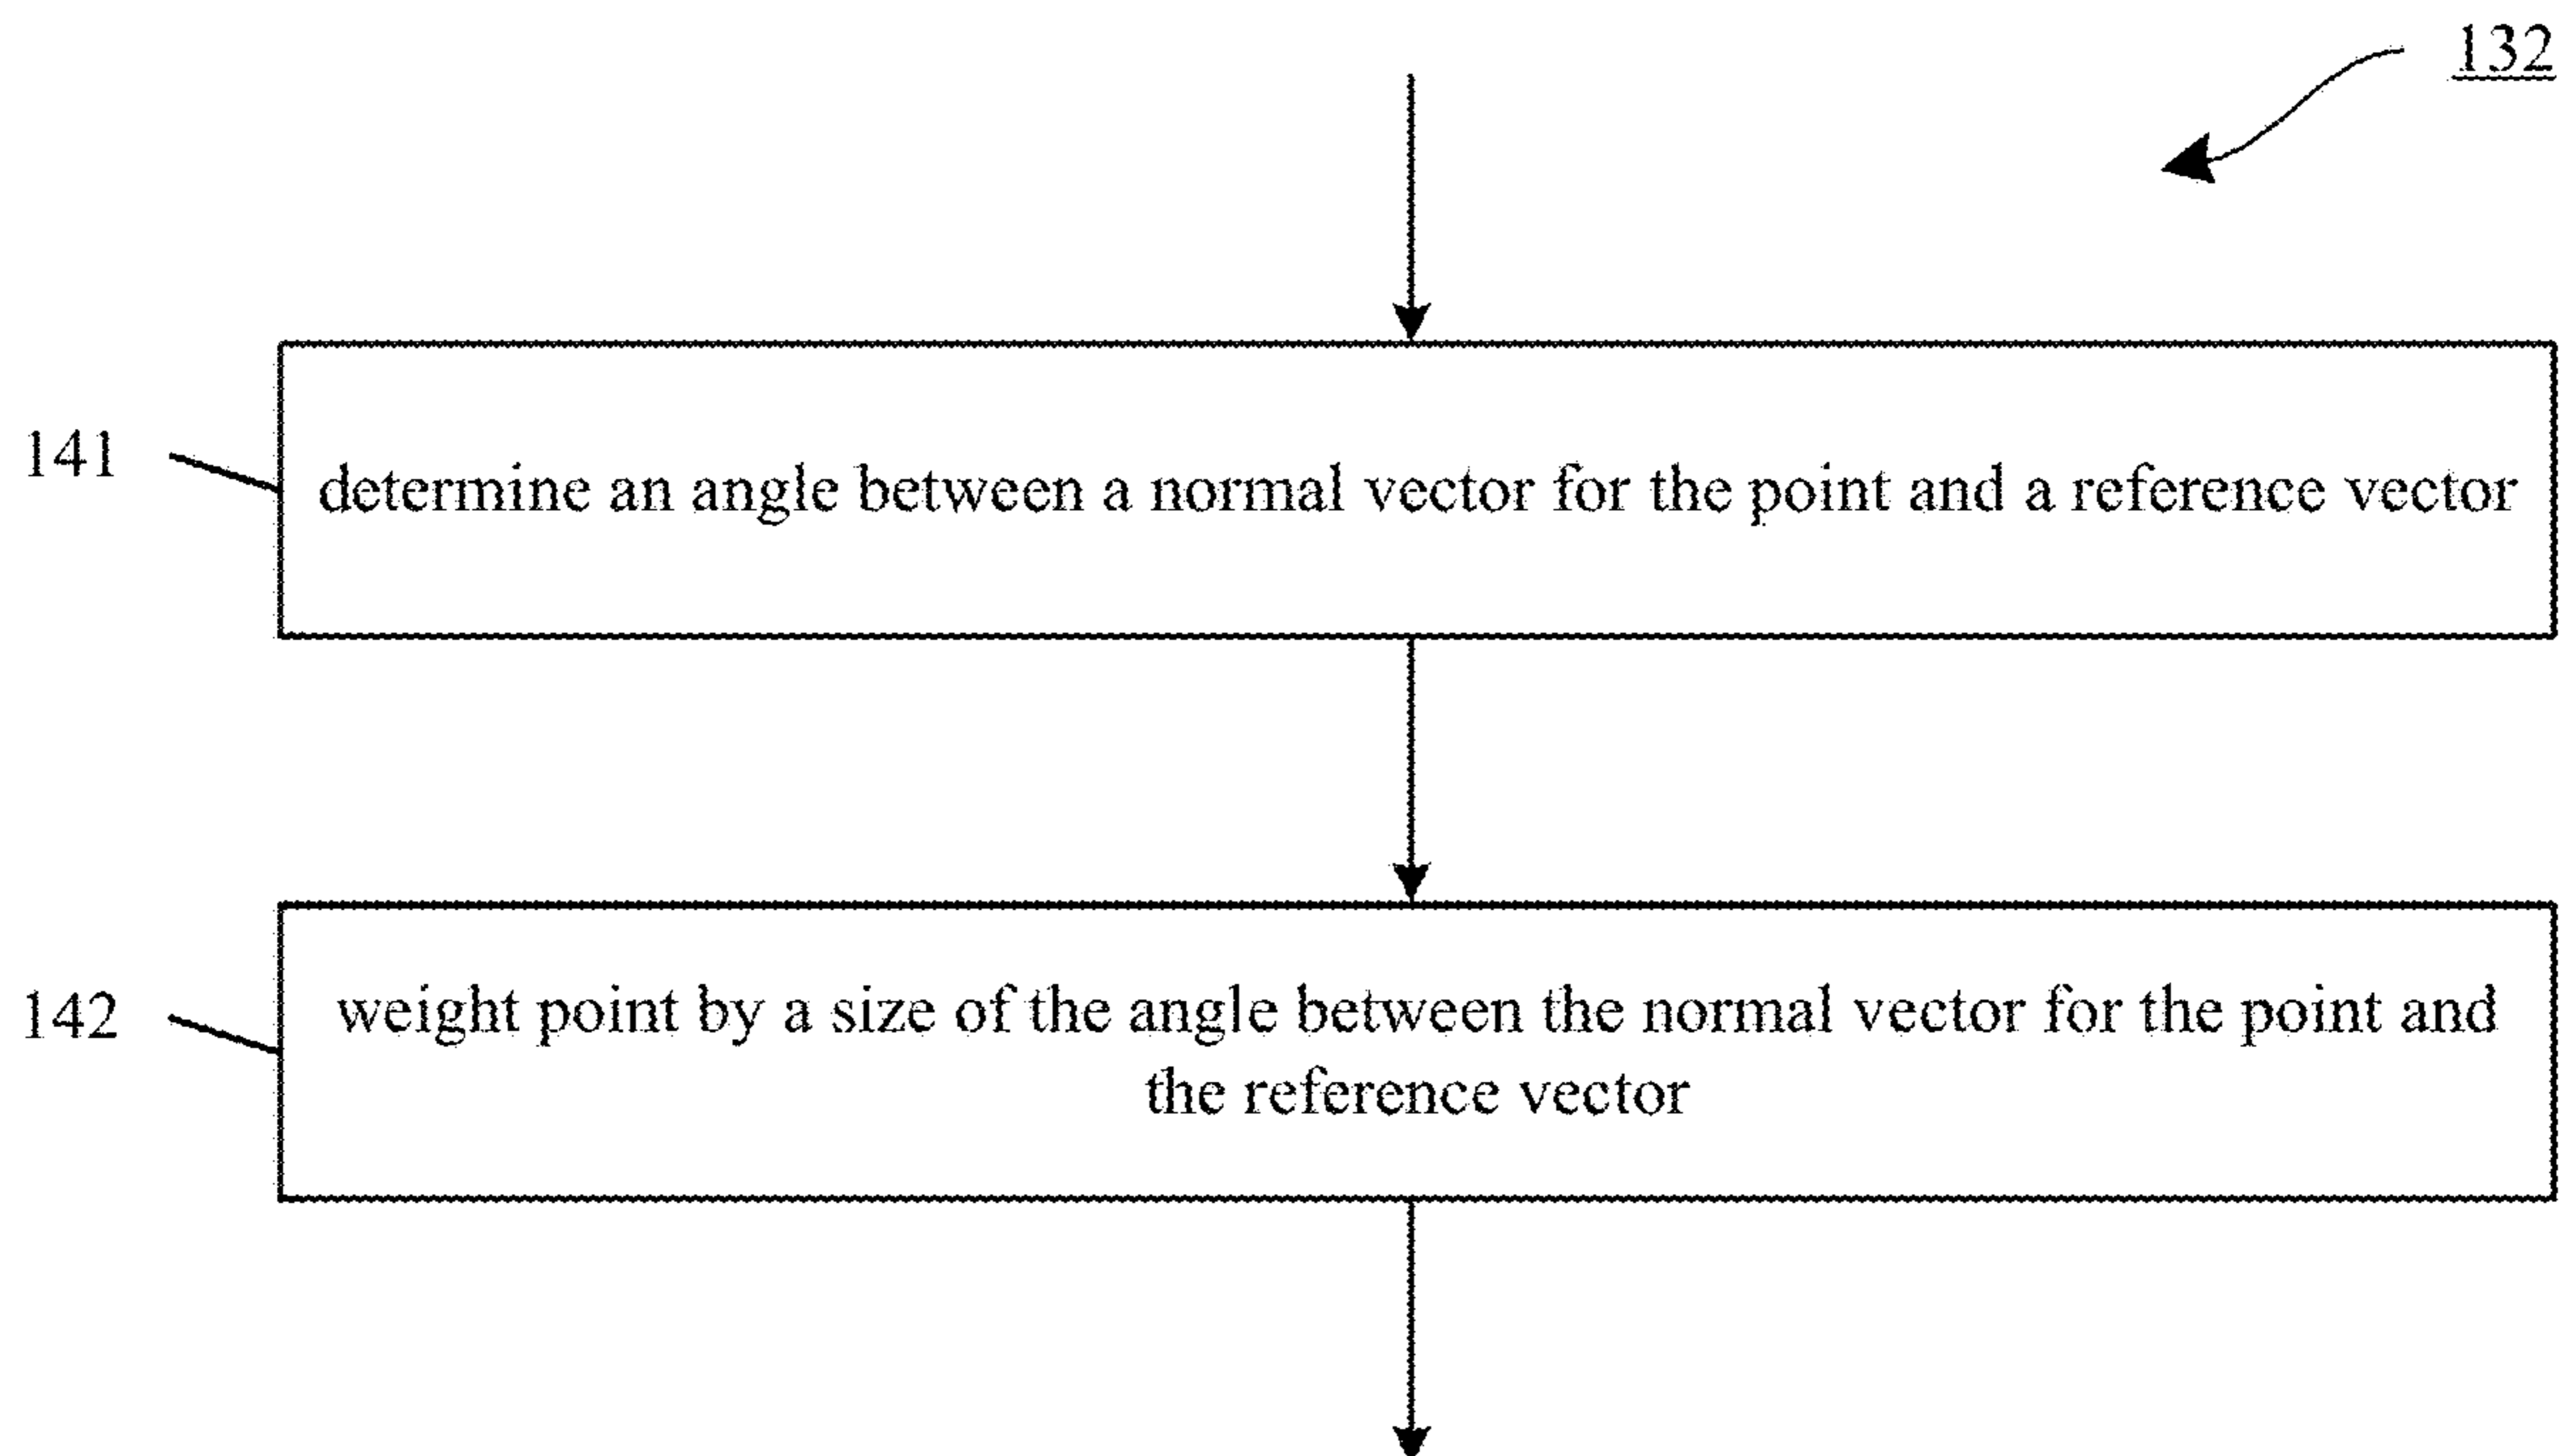 132
141
determine an angle between a normal vector for the point and a reference vector
142
weight point by a size of the angle between the normal vector for the point and
the reference vector